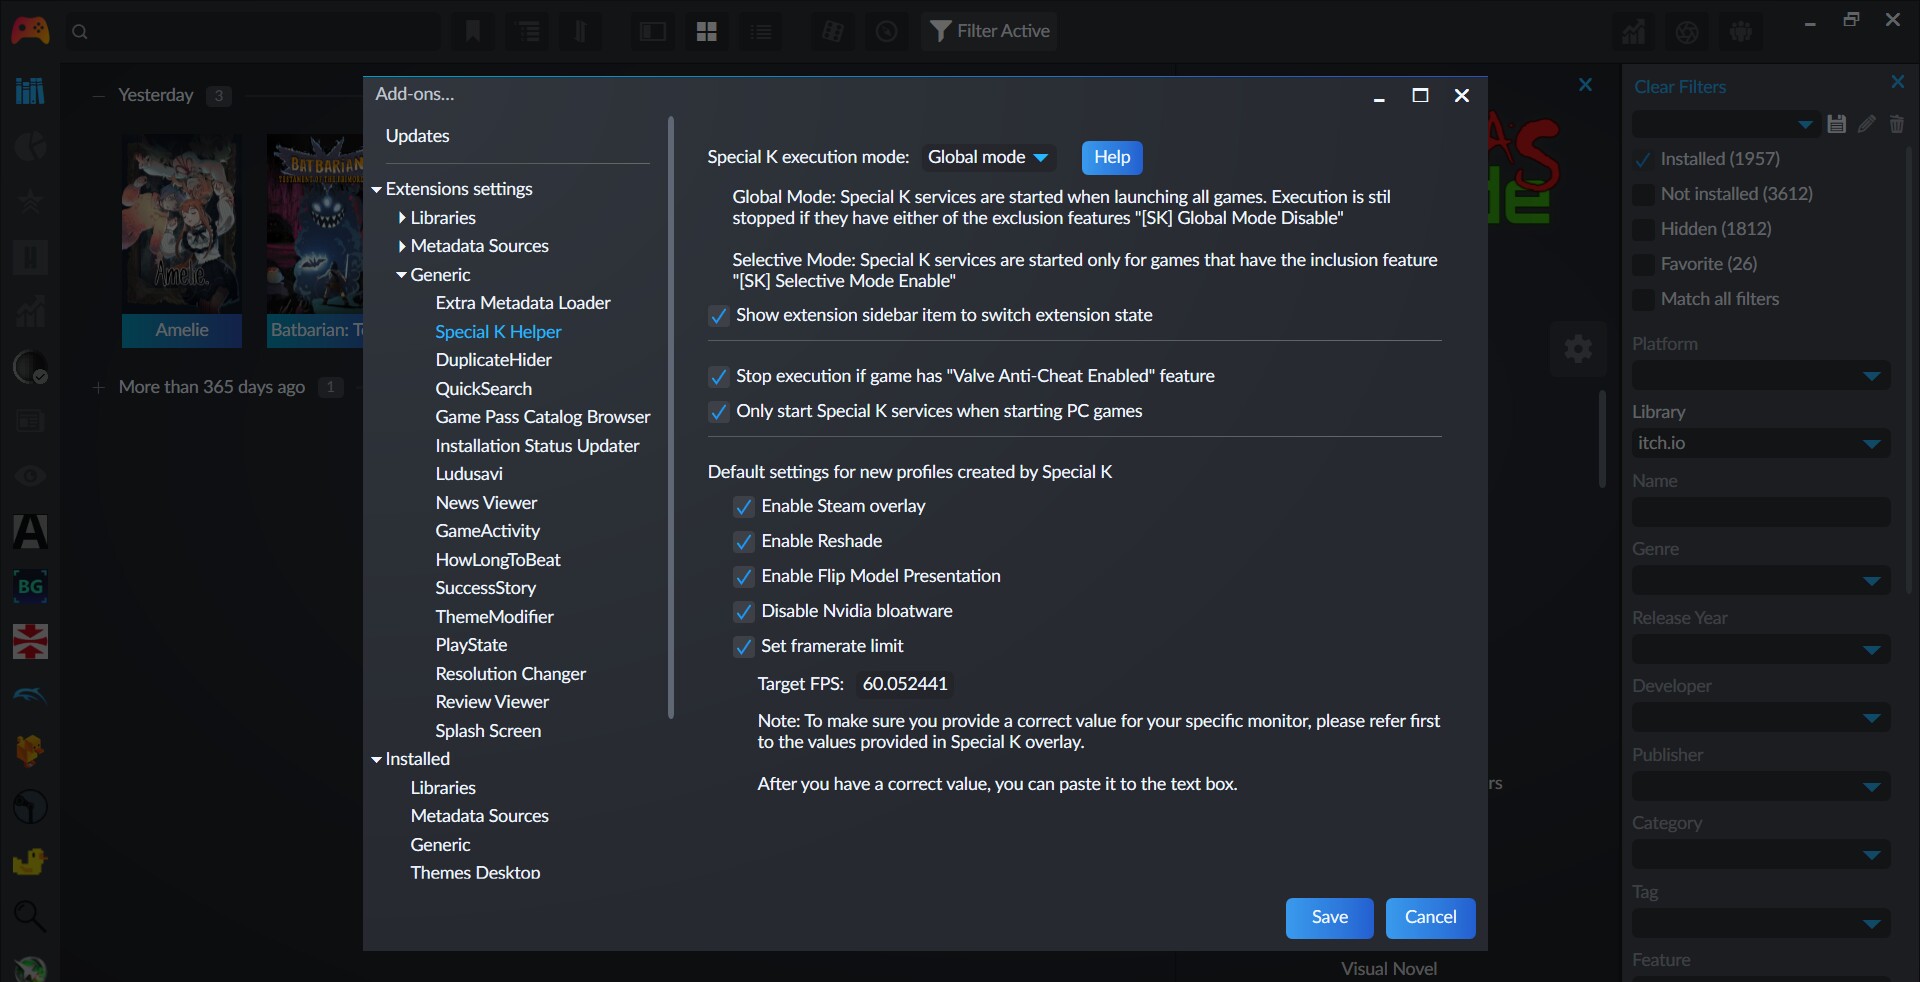 Filter Active
Yesterday 3
Amelie.
BATBARIAN
Amelie
Batbarian: T
More than 365 days ago 1
A
BG
Add-ons...
Updates
Extensions settings
Libraries
Metadata Sources
Generic
Extra Metadata Loader
Special K Helper
DuplicateHider
QuickSearch
Game Pass Catalog Browser
Installation Status Updater
Ludusavi
News Viewer
GameActivity
HowLongToBeat
SuccessStory
ThemeModifier
PlayState
Resolution Changer
Review Viewer
Splash Screen
Installed
Libraries
Metadata Sources
Generic
Themes Desktop
Special K execution mode: Global mode Help
Global Mode: Special K services are started when launching all games. Execution is stil
stopped if they have either of the exclusion features "[SK] Global Mode Disable"
Selective Mode: Special K services are started only for games that have the inclusion feature
"[SK] Selective Mode Enable"
Show extension sidebar item to switch extension state
Stop execution if game has "Valve Anti-Cheat Enabled" feature
Only start Special K services when starting PC games
Default settings for new profiles created by Special K
Enable Steam overlay
Enable Reshade
Enable Flip Model Presentation
Disable Nvidia bloatware
Set framerate limit
Target FPS: 60.052441
Note: To make sure you provide a correct value for your specific monitor, please refer first
to the values provided in Special K overlay.
After you have a correct value, you can paste it to the text box.
Save Cancel
rs
Visual Novel
Clear Filters
Installed (1957)
Not installed (3612)
Hidden (1812)
Favorite (26)
Match all filters
Platform
Library
itch.io
Name
Genre
Release Year
Developer
Publisher
Category
Tag
Feature